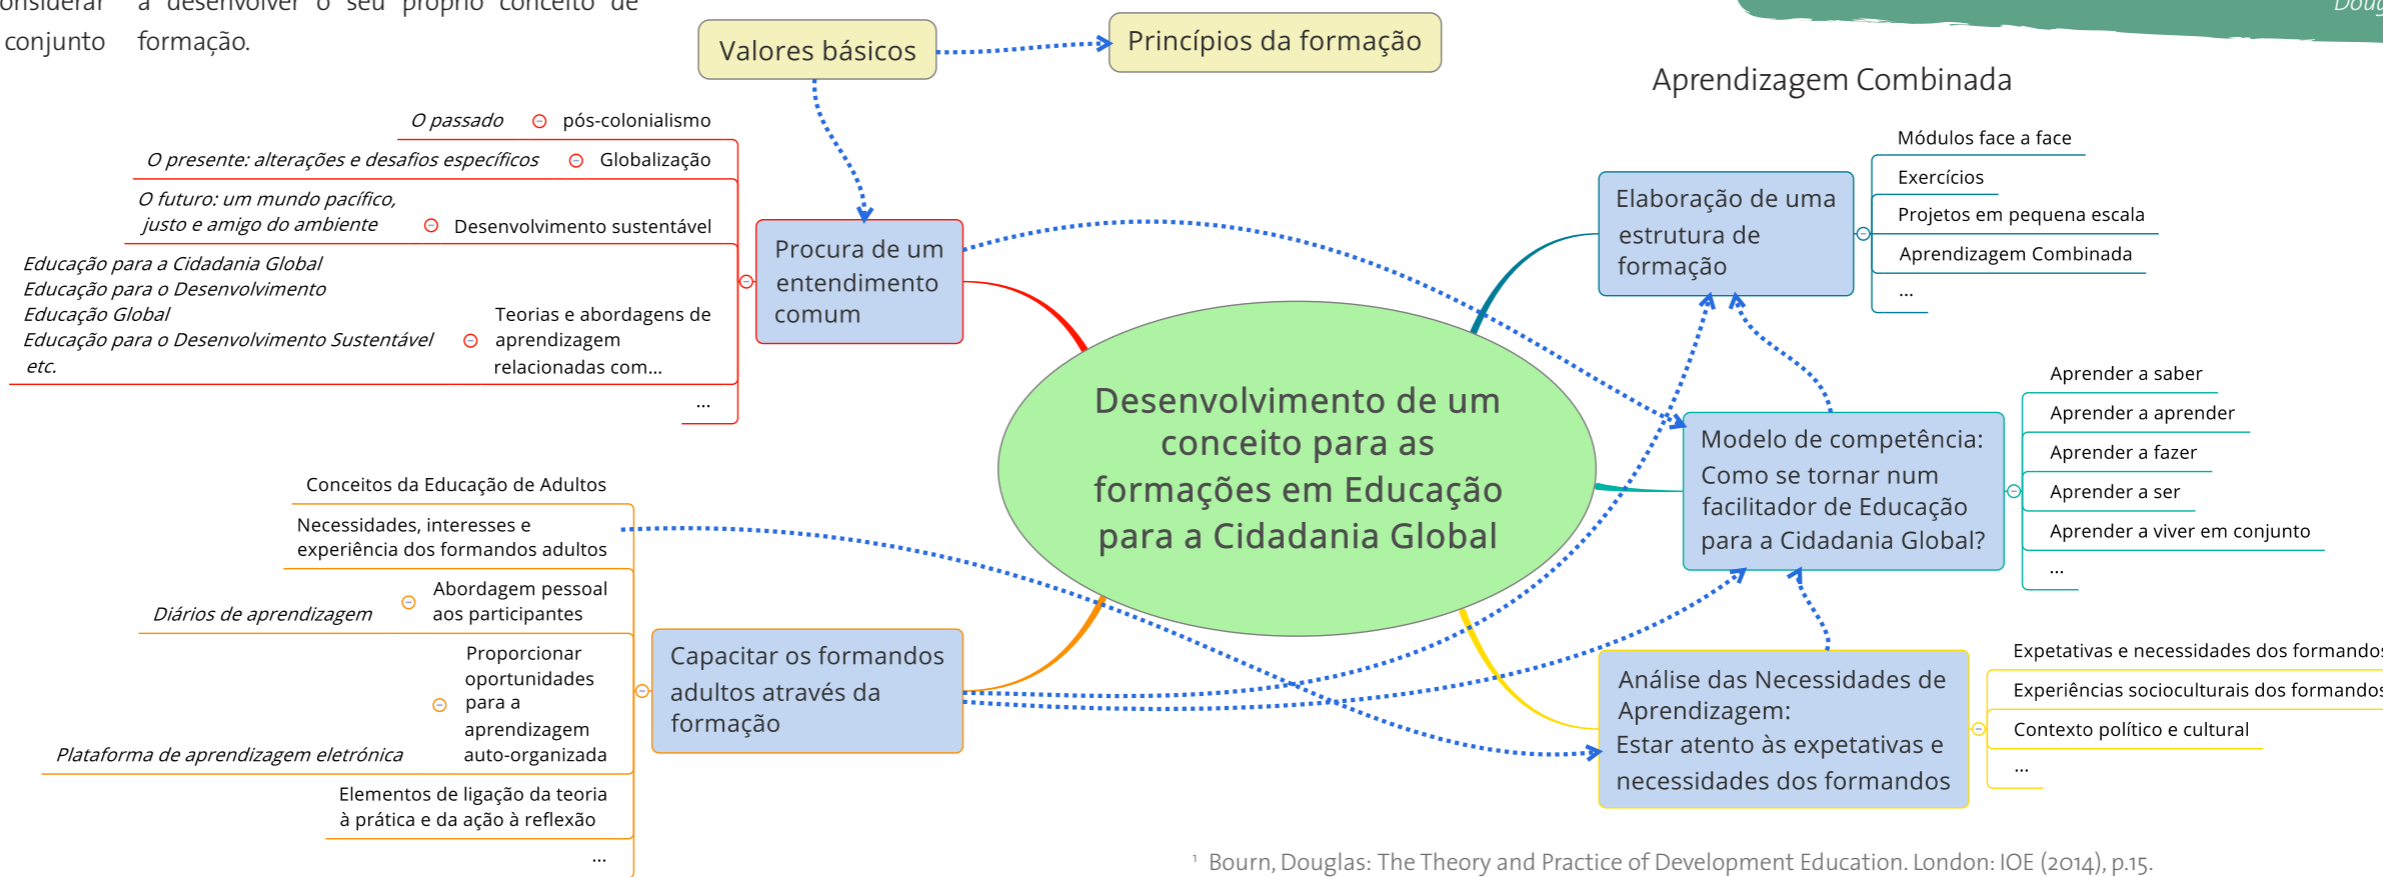 a desenvolver o seu próprio conceito de
conjunto formação.
Doug
Valores básicos
Princípios da formação
Aprendizagem Combinada
O passado pós-colonialismo
O presente: alterações e desafios específicos Globalização
O futuro: um mundo pacífico,
justo e amigo do ambiente Desenvolvimento sustentável
Educação para a Cidadania Global
Educação para o Desenvolvimento
Educação Global
Educação para o Desenvolvimento Sustentável
etc.
Teorias e abordagens de
aprendizagem
relacionadas com...
...
Procura de um
entendimento
comum
Conceitos da Educação de Adultos
Necessidades, interesses e
experiência dos formandos adultos
Abordagem pessoal
aos participantes
Diários de aprendizagem
Proporcionar
oportunidades
para a
aprendizagem
auto-organizada
Plataforma de aprendizagem eletrónica
Elementos de ligação da teoria
à prática e da ação à reflexão
...
Capacitar os formandos
adultos através da
formação
Desenvolvimento de um
conceito para as
formações em Educação
para a Cidadania Global
Elaboração de uma
estrutura de
formação
Módulos face a face
Exercícios
Projetos em pequena escala
Aprendizagem Combinada
...
Modelo de competência:
Como se tornar num
facilitador de Educação
para a Cidadania Global?
Aprender a saber
Aprender a aprender
Aprender a fazer
Aprender a ser
Aprender a viver em conjunto
...
Análise das Necessidades de
Aprendizagem:
Estar atento às expetativas e
necessidades dos formandos
Expetativas e necessidades dos formandos
Experiências socioculturais dos formandos
Contexto político e cultural
...
¹ Bourn, Douglas: The Theory and Practice of Development Education. London: IOE (2014), p.15.